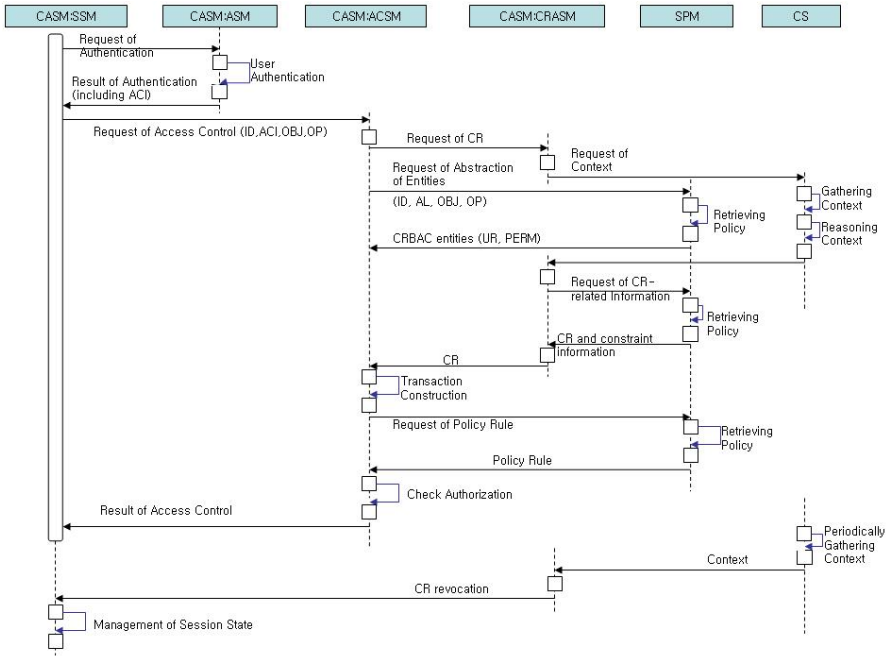 CASM:SSM
CASM:ASM
CASM:ACSM
CASM:CRASM
SPM
CS
Request of
Authentication
User
Authentication
Result of Authentication
(including ACI)
Request of Access Control (ID,ACI,OBJ,OP)
Request of CR
Request of
Context
Request of Abstraction
of Entities
(ID, AL, OBJ, OP)
Gathering
Context
Retrieving
Policy
Reasoning
Context
CRBAC entities (UR, PERM)
Request of CR-
related Information
Retrieving
Policy
CR and constraint
information
CR
Transaction
Construction
Request of Policy Rule
Retrieving
Policy
Policy Rule
Check Authorization
Result of Access Control
Periodically
Gathering
Context
Context
CR revocation
Management of Session State